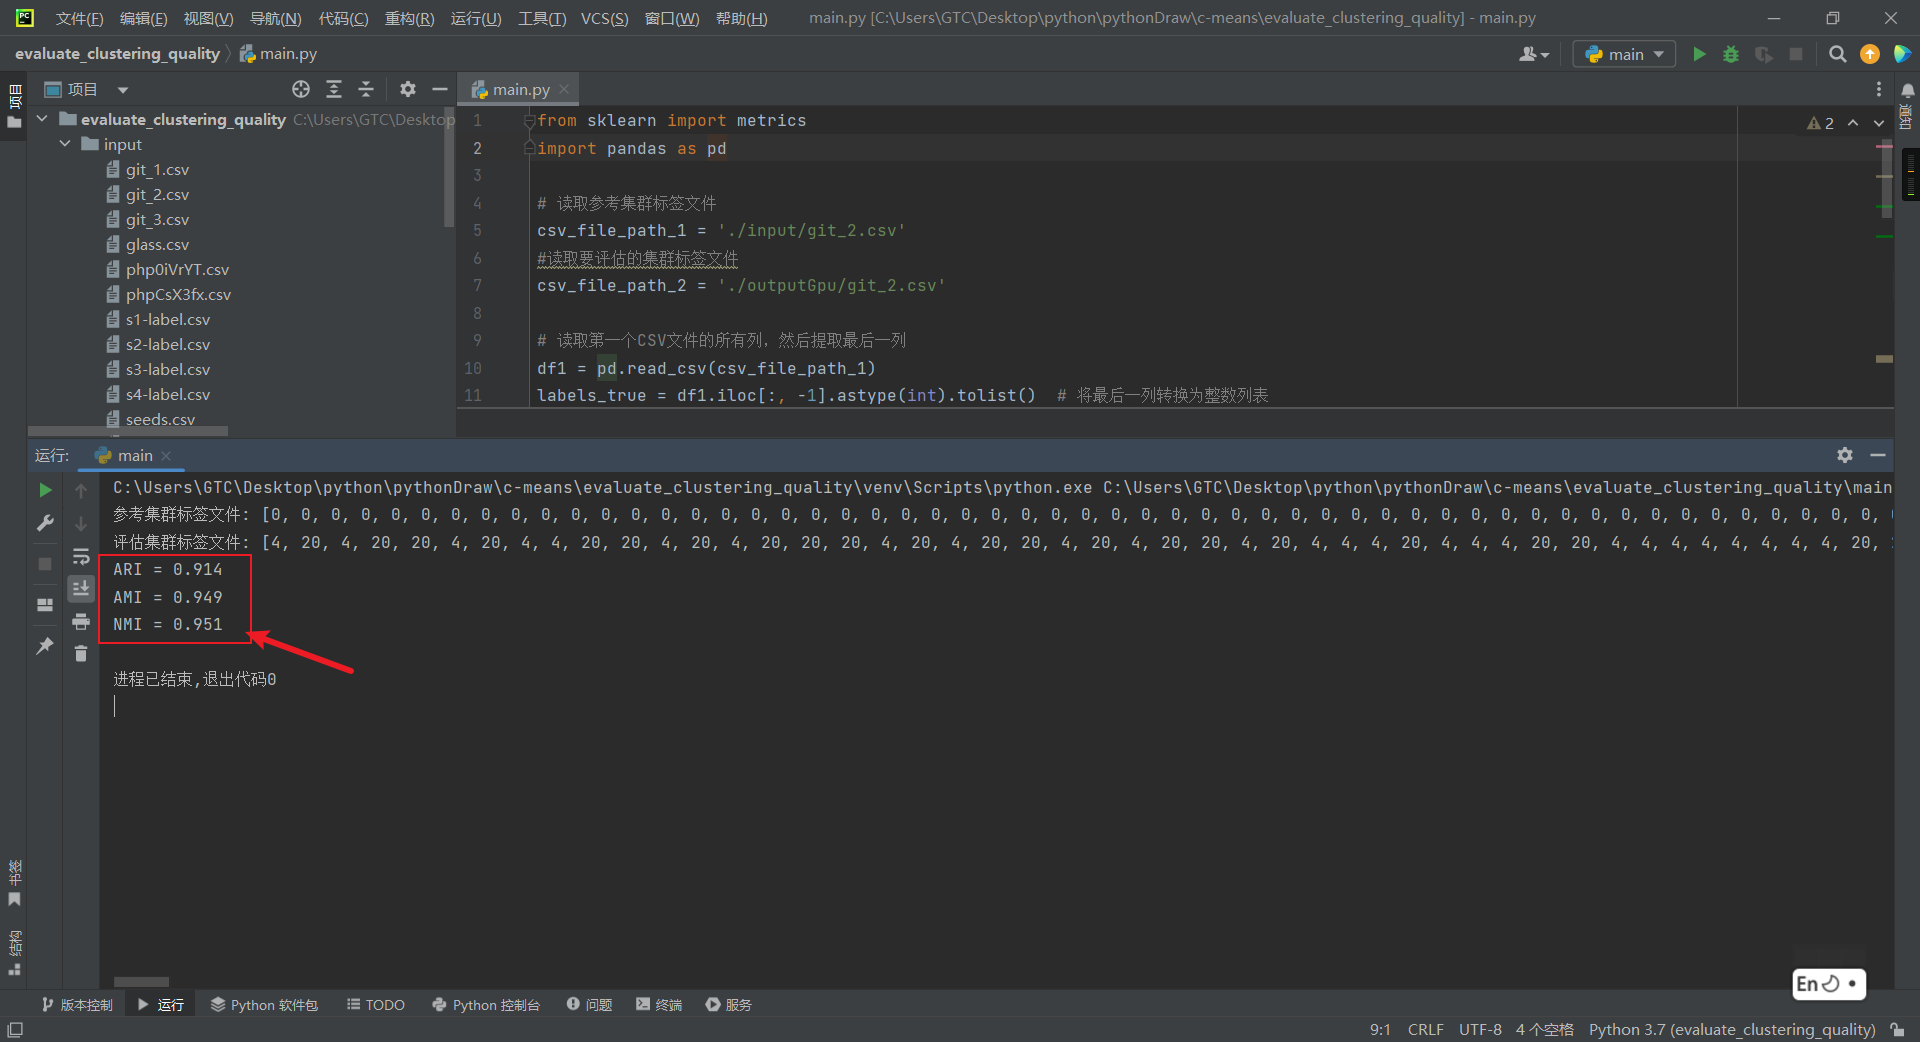 PC 文件(F) 编辑(E) 视图(V) 导航(N) 代码(C) 重构(R) 运行(U) 工具(T) VCS(S) 窗口(W) 帮助(H) main.py [C:\Users\GTC\Desktop\python\pythonDraw\c-means\evaluate_clustering_quality] - main.py
evaluate_clustering_quality main.py main
项目
项目
evaluate_clustering_quality C:\Users\GTC\Desktop
input
git_1.csv
git_2.csv
git_3.csv
glass.csv
php0iVrYT.csv
phpCsX3fx.csv
s1-label.csv
s2-label.csv
s3-label.csv
s4-label.csv
seeds.csv
main.py
2
通知
1 from sklearn import metrics
2 import pandas as pd
3
4 # 读取参考集群标签文件
5 csv_file_path_1 = './input/git_2.csv'
6 #读取要评估的集群标签文件
7 csv_file_path_2 = './outputGpu/git_2.csv'
8
9 # 读取第一个CSV文件的所有列，然后提取最后一列
10 df1 = pd.read_csv(csv_file_path_1)
11 labels_true = df1.iloc[:, -1].astype(int).tolist() # 将最后一列转换为整数列表
运行: main
C:\Users\GTC\Desktop\python\pythonDraw\c-means\evaluate_clustering_quality\venv\Scripts\python.exe C:\Users\GTC\Desktop\python\pythonDraw\c-means\evaluate_clustering_quality\main
参考集群标签文件: [0, 0, 0, 0, 0, 0, 0, 0, 0, 0, 0, 0, 0, 0, 0, 0, 0, 0, 0, 0, 0, 0, 0, 0, 0, 0, 0, 0, 0, 0, 0, 0, 0, 0, 0, 0, 0, 0, 0, 0, 0, 0, 0, 0, 0, 0, 0, 0, 0, 0, 0, 0, 0, 0,
评估集群标签文件: [4, 20, 4, 20, 20, 4, 20, 4, 4, 20, 20, 4, 20, 4, 20, 20, 20, 4, 20, 4, 20, 20, 4, 20, 4, 20, 20, 4, 20, 4, 4, 4, 20, 4, 4, 4, 20, 20, 4, 4, 4, 4, 4, 4, 4, 20,
ARI = 0.914
AMI = 0.949
NMI = 0.951
进程已结束,退出代码0
书签
结构
En
版本控制 运行 Python 软件包 TODO Python 控制台 问题 终端 服务
9:1 CRLF UTF-8 4 个空格 Python 3.7 (evaluate_clustering_quality)